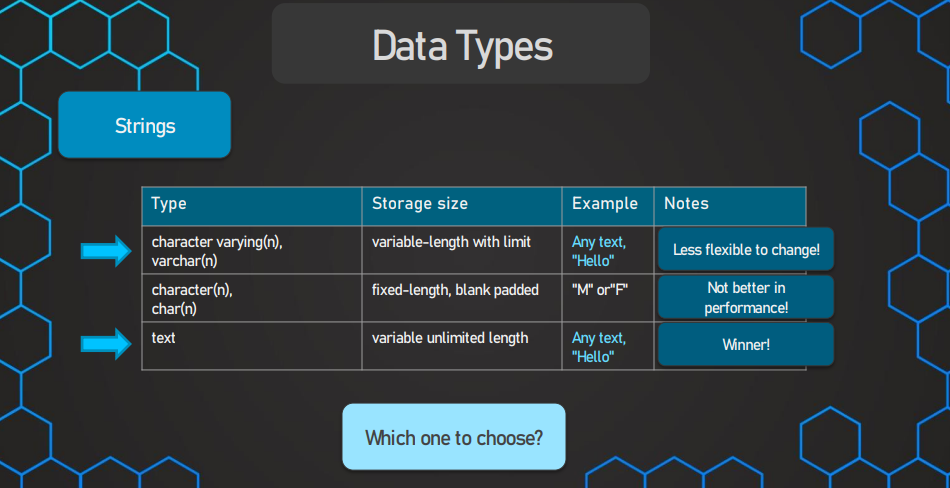 Data Types
Strings
Type Storage size Example Notes
character varying(n), variable-length with limit Any text, Less flexible to change!
varchar(n) "Hello"
character(n), fixed-length, blank padded "M" or"F" Not better in
char(n) performance!
text variable unlimited length Any text, Winner!
"Hello"
Which one to choose?